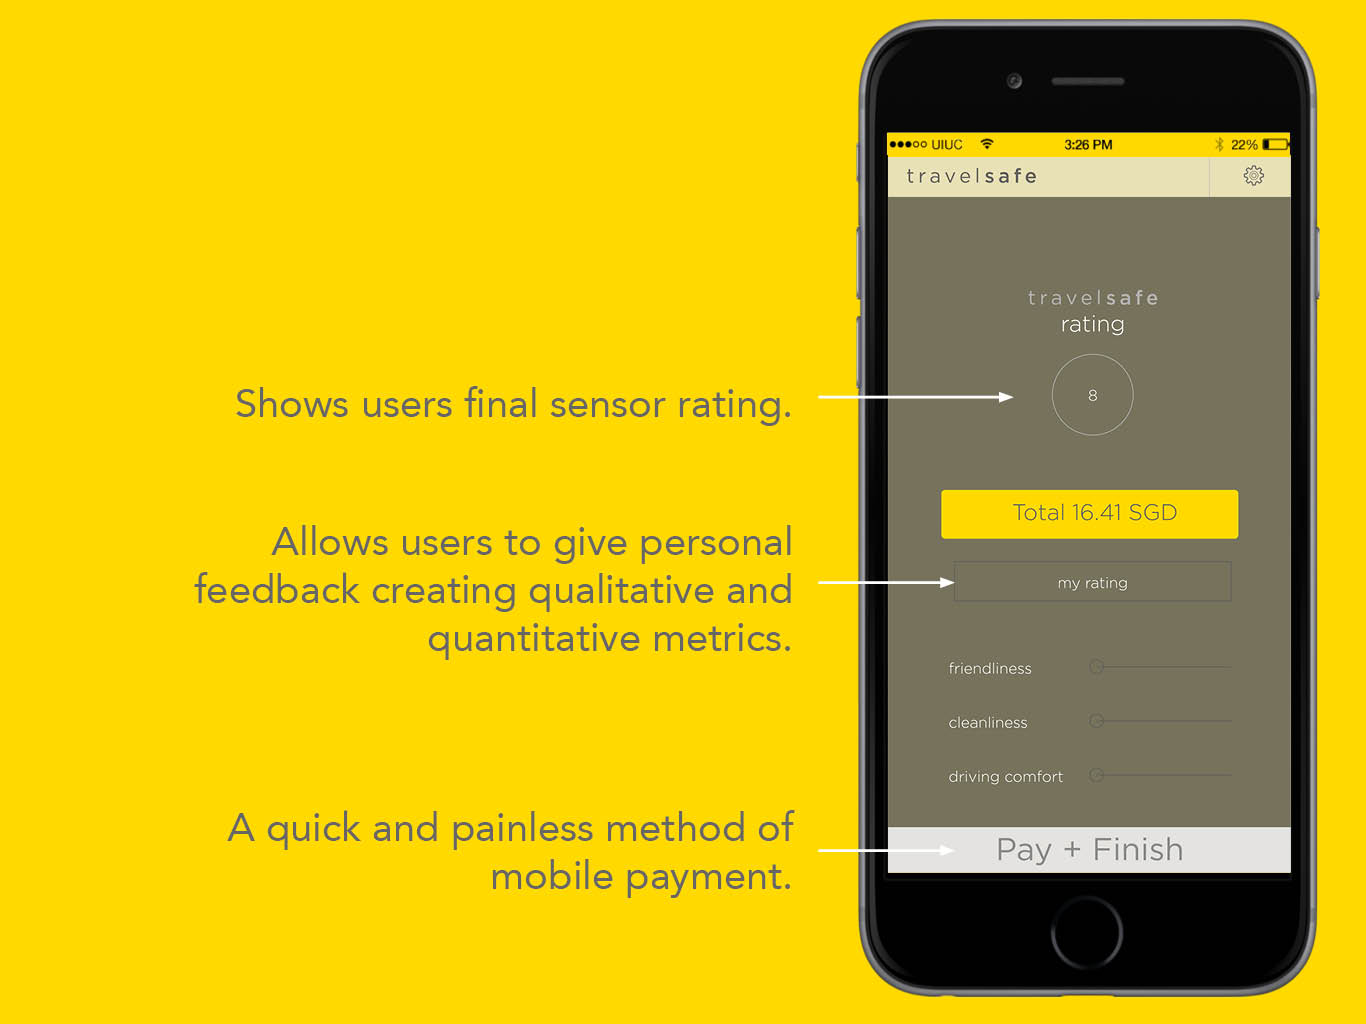 Shows users final sensor rating.
Allows users to give personal
feedback creating qualitative and
quantitative metrics.
A quick and painless method of
mobile payment.
UIUC 3:26 PM 22%
travelsafe
travelsafe
rating
8
Total 16.41 SGD
my rating
friendliness
cleanliness
driving comfort
Pay + Finish